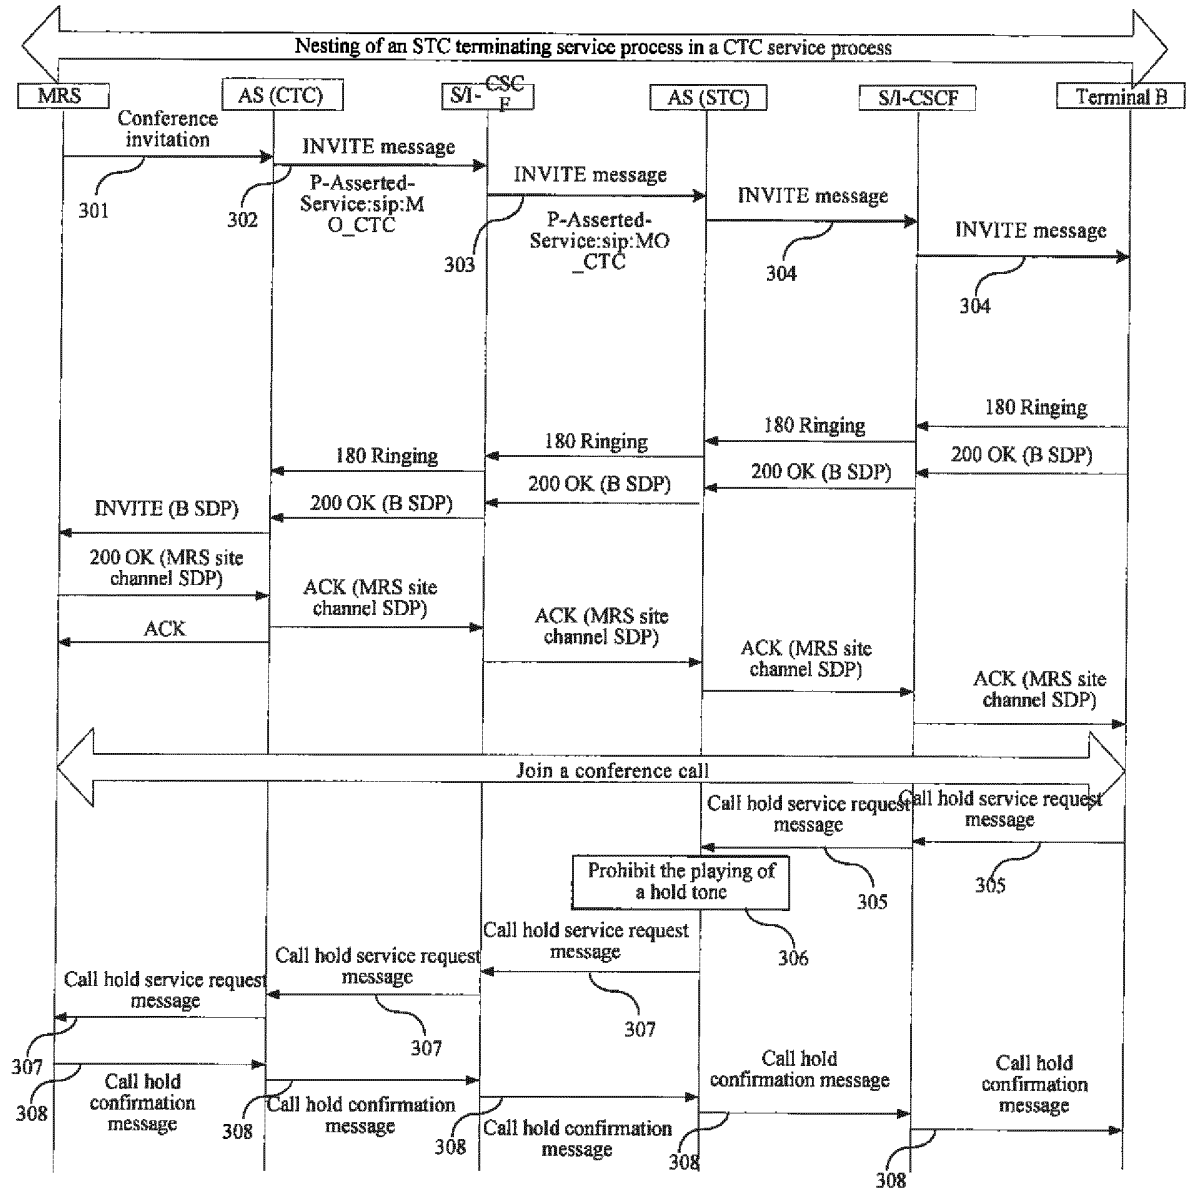 Nesting of an STC terminating service process in a CTC service process
MRS
AS (CTC)
S/I-CSC
F
AS (STC)
S/I-CSCF
Terminal B
Conference
invitation
301
INVITE message
302
P-Asserted-
Service:sip:M
O_CTC
INVITE message
303
P-Asserted-
Service:sip:MO
_CTC
INVITE message
304
INVITE message
304
180 Ringing
180 Ringing
180 Ringing
180 Ringing
200 OK (B SDP)
200 OK (B SDP)
200 OK (B SDP)
200 OK (B SDP)
INVITE (B SDP)
200 OK (MRS site
channel SDP)
ACK
ACK (MRS site
channel SDP)
ACK (MRS site
channel SDP)
ACK (MRS site
channel SDP)
ACK (MRS site
channel SDP)
Join a conference call
Call hold service request
message
305
Call hold service request
message
305
Prohibit the playing of
a hold tone
306
Call hold service request
message
307
Call hold service request
message
307
Call hold service request
message
307
308
Call hold
confirmation
message
308
Call hold confirmation
message
308
Call hold confirmation
message
308
Call hold
confirmation message
308
Call hold
confirmation
message